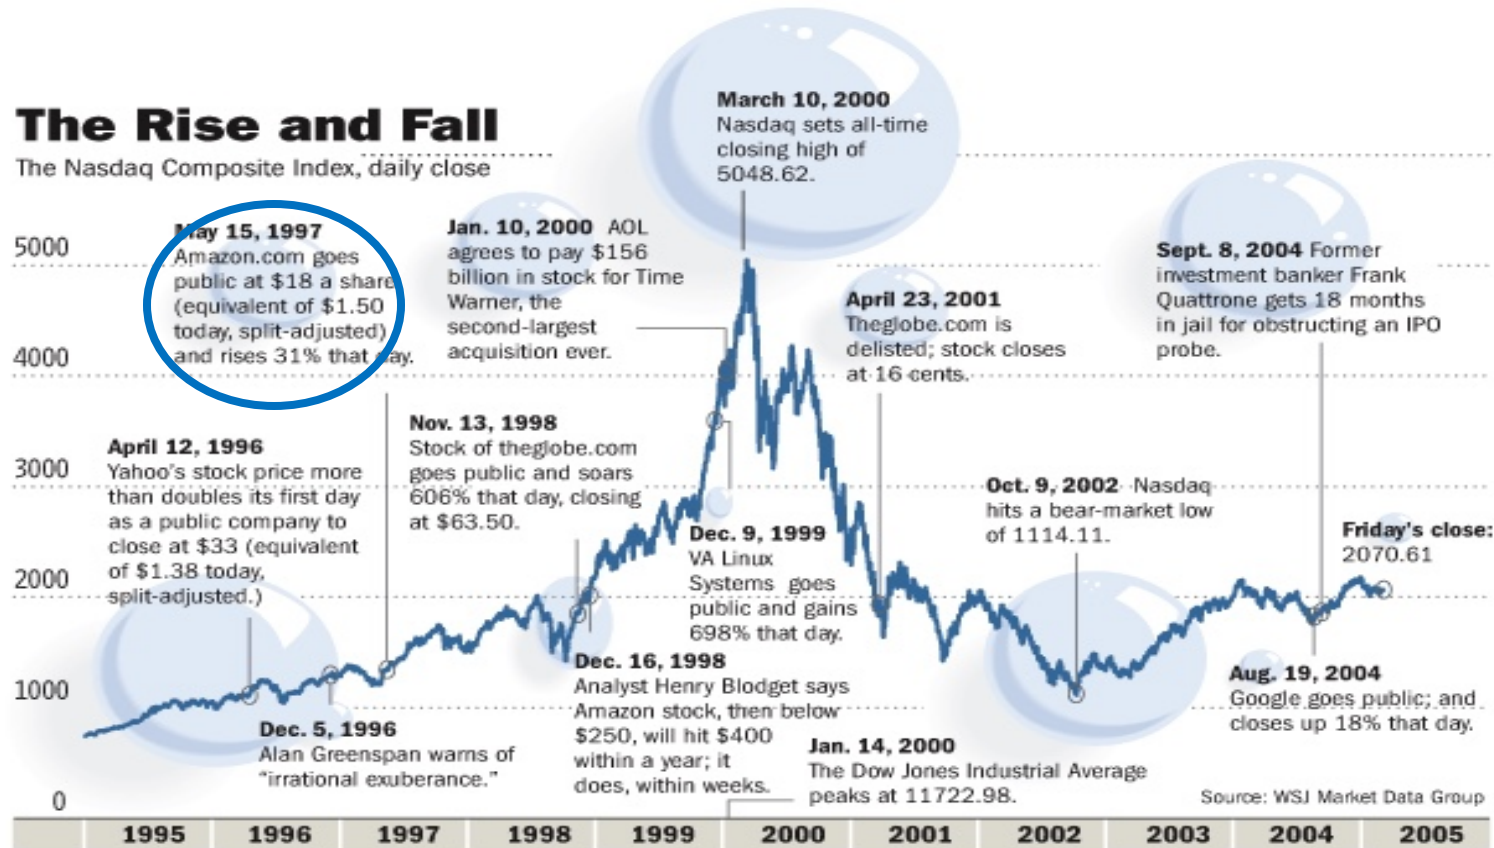 The Rise and Fall
The Nasdaq Composite Index, daily close
March 10, 2000
Nasdaq sets all-time
closing high of
5048.62.
May 15, 1997
Amazon.com goes
public at $18 a share
(equivalent of $1.50
today, split-adjusted)
and rises 31% that day.
Jan. 10, 2000 AOL
agrees to pay $156
billion in stock for Time
Warner, the
second-largest
acquisition ever.
April 23, 2001
Theglobe.com is
delisted; stock closes
at 16 cents.
Sept. 8, 2004 Former
investment banker Frank
Quattrone gets 18 months
in jail for obstructing an IPO
probe.
April 12, 1996
Yahoo's stock price more
than doubles its first day
as a public company to
close at $33 (equivalent
of $1.38 today,
split-adjusted.)
Nov. 13, 1998
Stock of theglobe.com
goes public and soars
606% that day, closing
at $63.50.
Dec. 9, 1999
VA Linux
Systems goes
public and gains
698% that day.
Oct. 9, 2002 Nasdaq
hits a bear-market low
of 1114.11.
Friday's close:
2070.61
Dec. 5, 1996
Alan Greenspan warns of
"irrational exuberance."
Dec. 16, 1998
Analyst Henry Blodget says
Amazon stock, then below
$250, will hit $400
within a year; it
does, within weeks.
Jan. 14, 2000
The Dow Jones Industrial Average
peaks at 11722.98.
Aug. 19, 2004
Google goes public; and
closes up 18% that day.
Source: WSJ Market Data Group
5000
4000
3000
2000
1000
0
1995 1996 1997 1998 1999 2000 2001 2002 2003 2004 2005